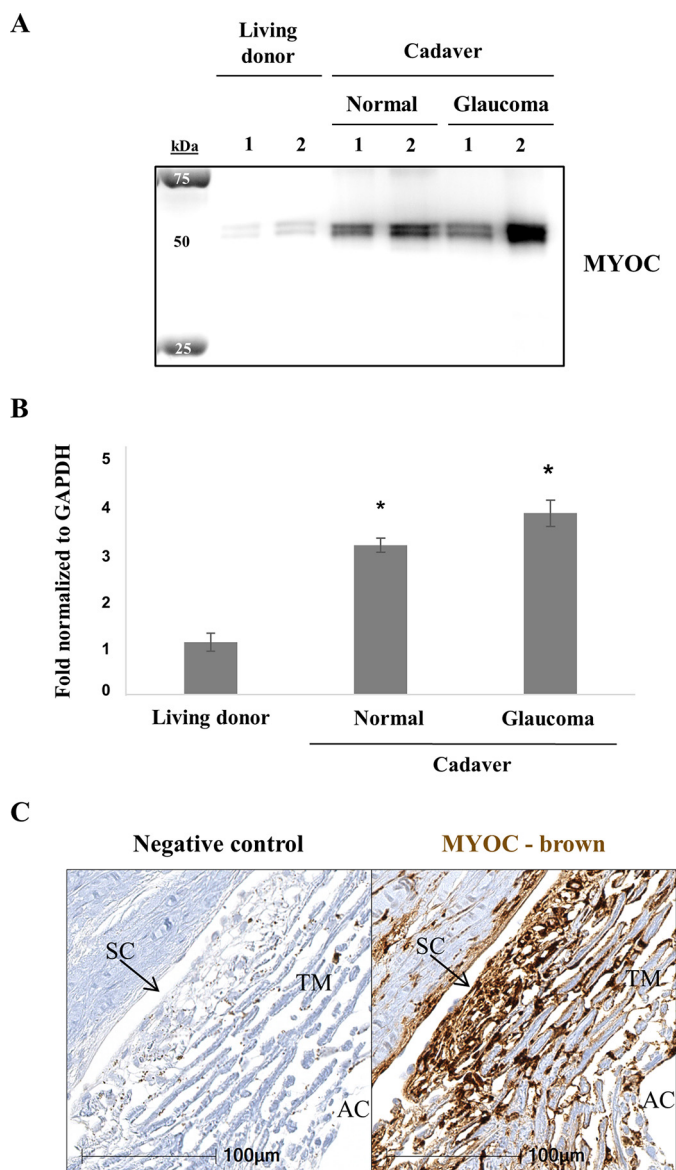 A
Living
donor
Cadaver
Normal Glaucoma
kDa 1 2 1 2 1 2
75
50
25
MYOC
B
Fold normalized to GAPDH
5
4
3
2
1
0
*
*
Living donor Normal Glaucoma
Cadaver
C
Negative control MYOC - brown
SC TM AC 100µm
SC TM AC 100µm